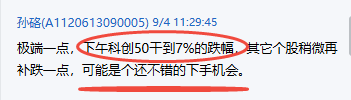 孙硌(A1120613090005) 9/4 11:29:45
极端一点，下午科创50干到7%的跌幅，其它个股稍微再
补跌一点，可能是个还不错的下手机会。